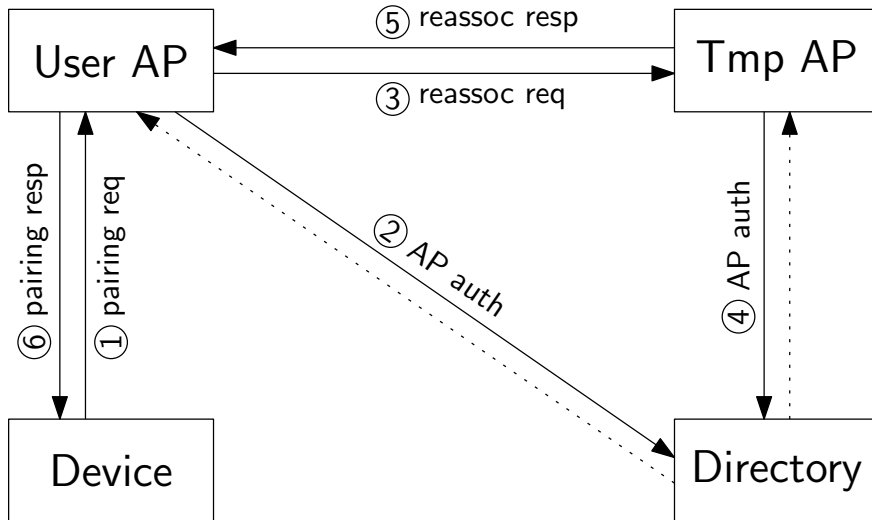 ⑤ reassoc resp
User AP
Tmp AP
③ reassoc req
⑥ pairing resp
① pairing req
② AP auth
④ AP auth
Device
Directory